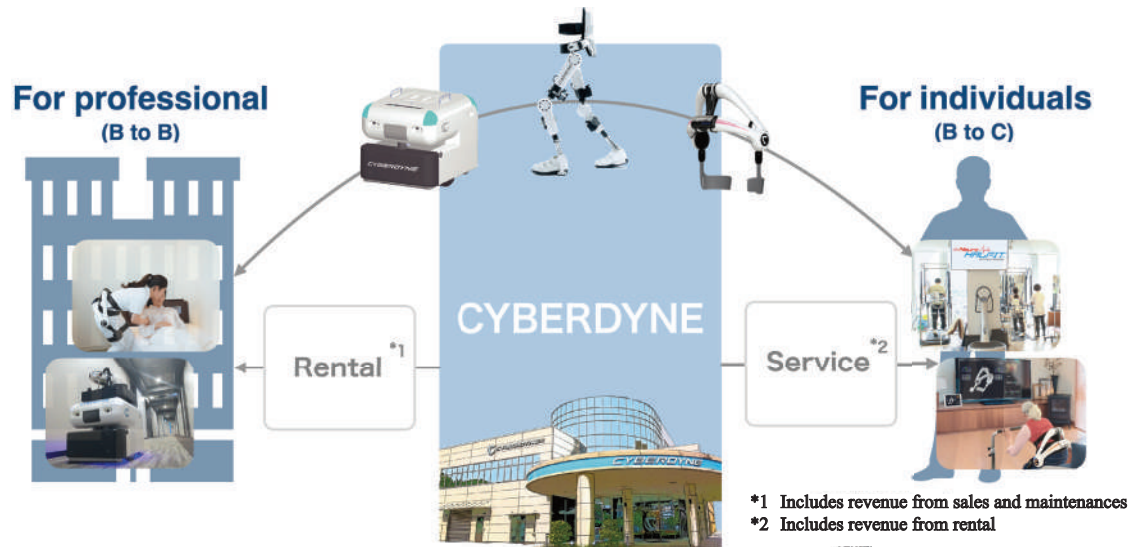 For professional
(B to B)
For individuals
(B to C)
CYBERDYNE
HALFIT
CYBERDYNE
Rental *1
Service *2
CYBERDYNE
*1 Includes revenue from sales and maintenances
*2 Includes revenue from rental